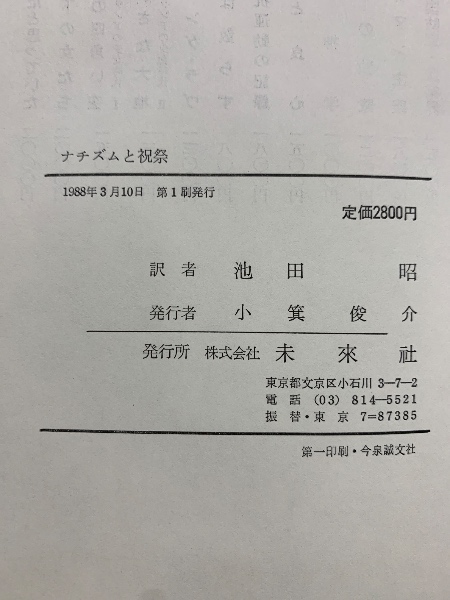 ナチズムと祝祭
1988年3月10日 第1刷発行
定価2800円
訳者 池田昭
発行者 小箕俊介
発行所 株式会社 未來社
東京都文京区小石川 3-7-2
電話 (03) 814-5521
振替・東京 7=87385
第一印刷・今泉誠文社